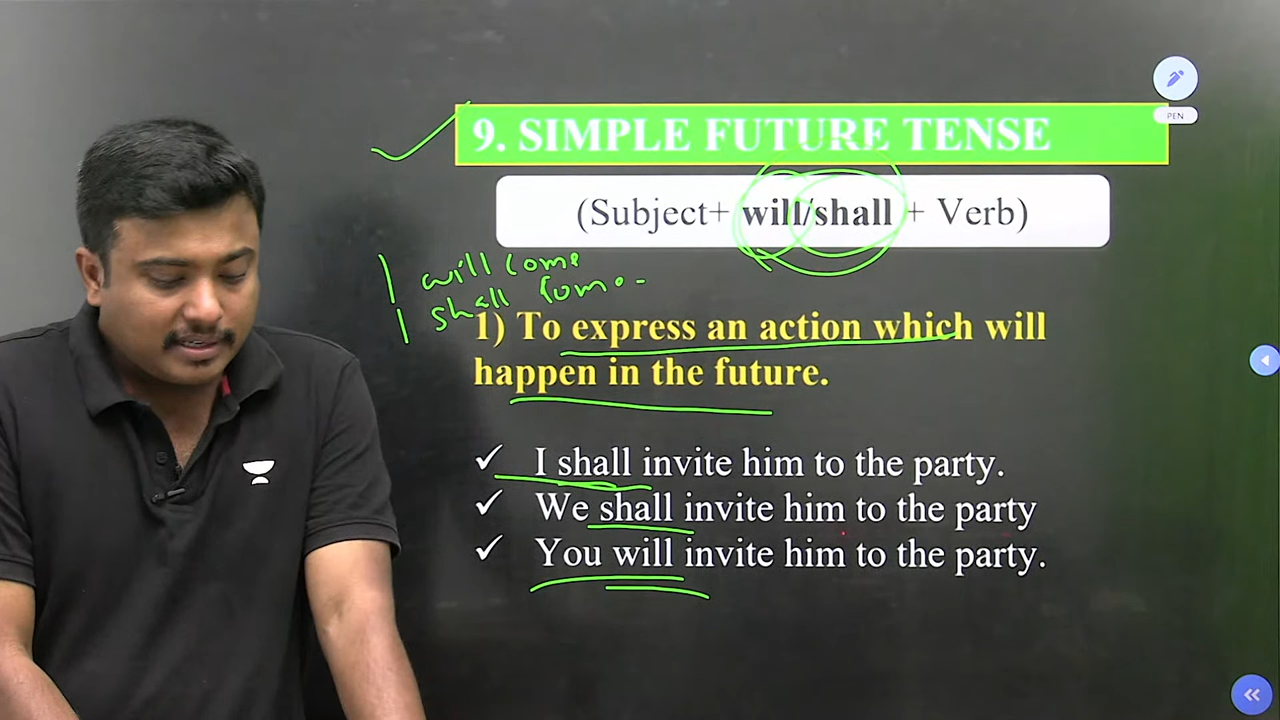 PEN
9. SIMPLE FUTURE TENSE
(Subject+ will/shall + Verb)
I will come
I shall
1) To express an action which will
happen in the future.
✓ I shall invite him to the party.
✓ We shall invite him to the party
✓ You will invite him to the party.